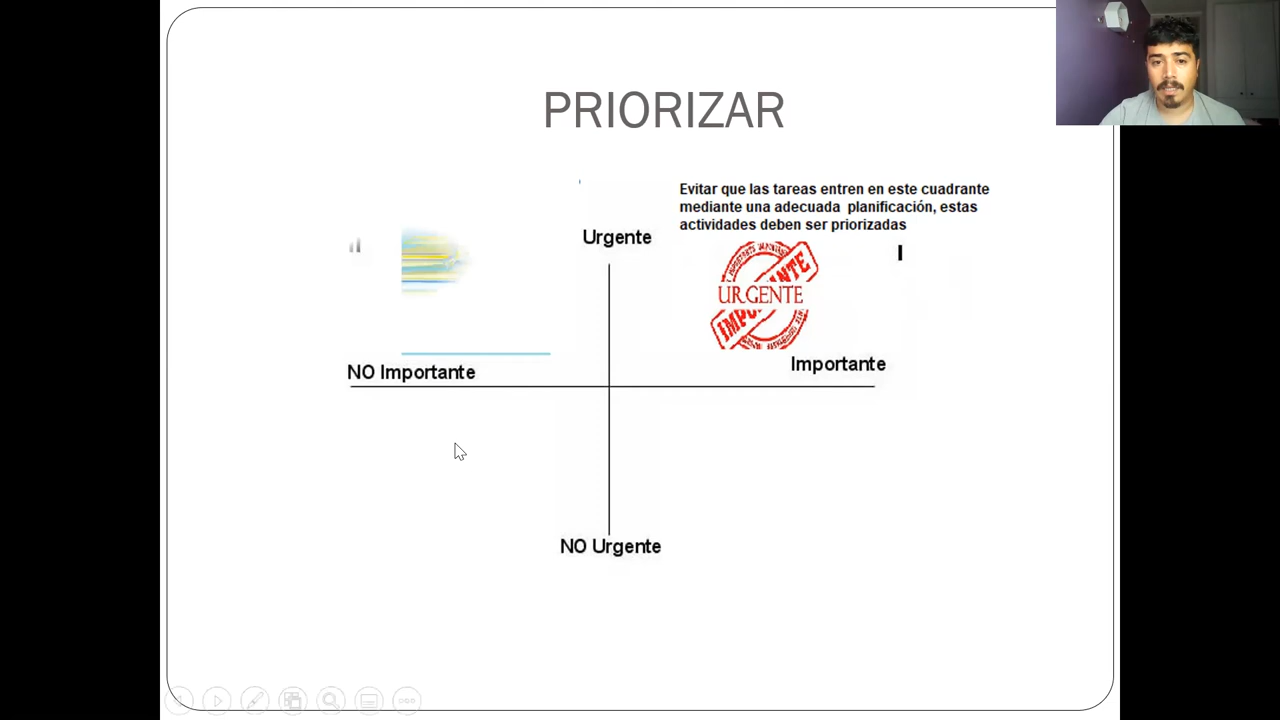 PRIORIZAR
Evitar que las tareas entren en este cuadrante
mediante una adecuada planificación, estas
actividades deben ser priorizadas
Urgente
I
URGENTE
NO Importante
Importante
NO Urgente